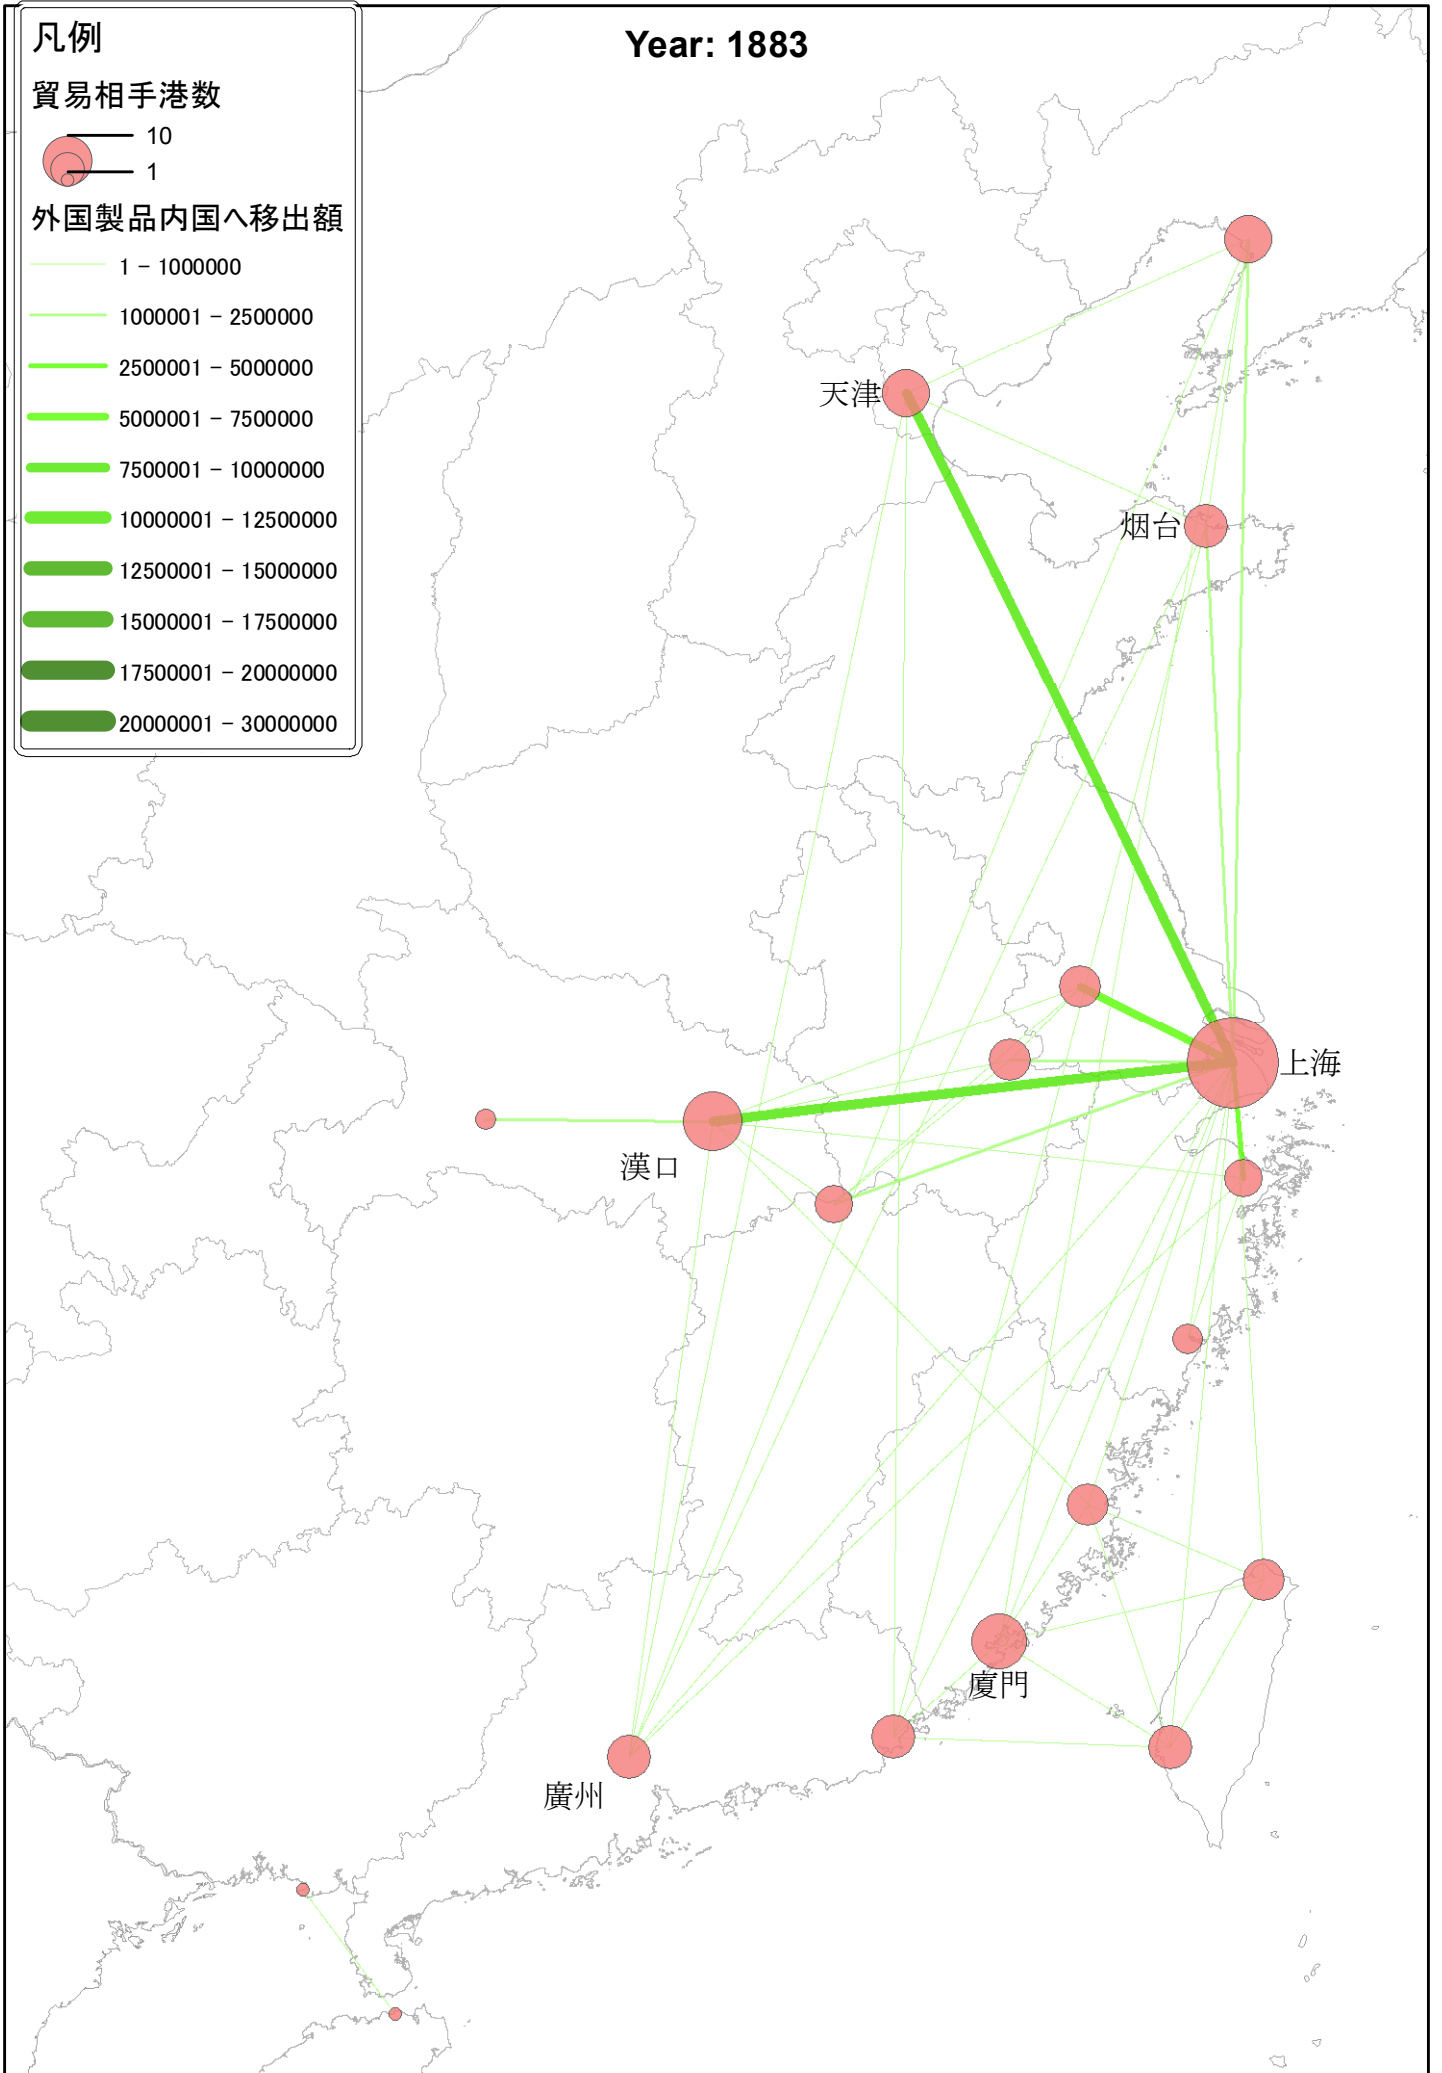 Year: 1883
凡例
貿易相手港数
10
1
外国製品内国へ移出額
1 - 1000000
1000001 - 2500000
2500001 - 5000000
5000001 - 7500000
7500001 - 10000000
10000001 - 12500000
12500001 - 15000000
15000001 - 17500000
17500001 - 20000000
20000001 - 30000000
天津
烟台
上海
漢口
廈門
廣州